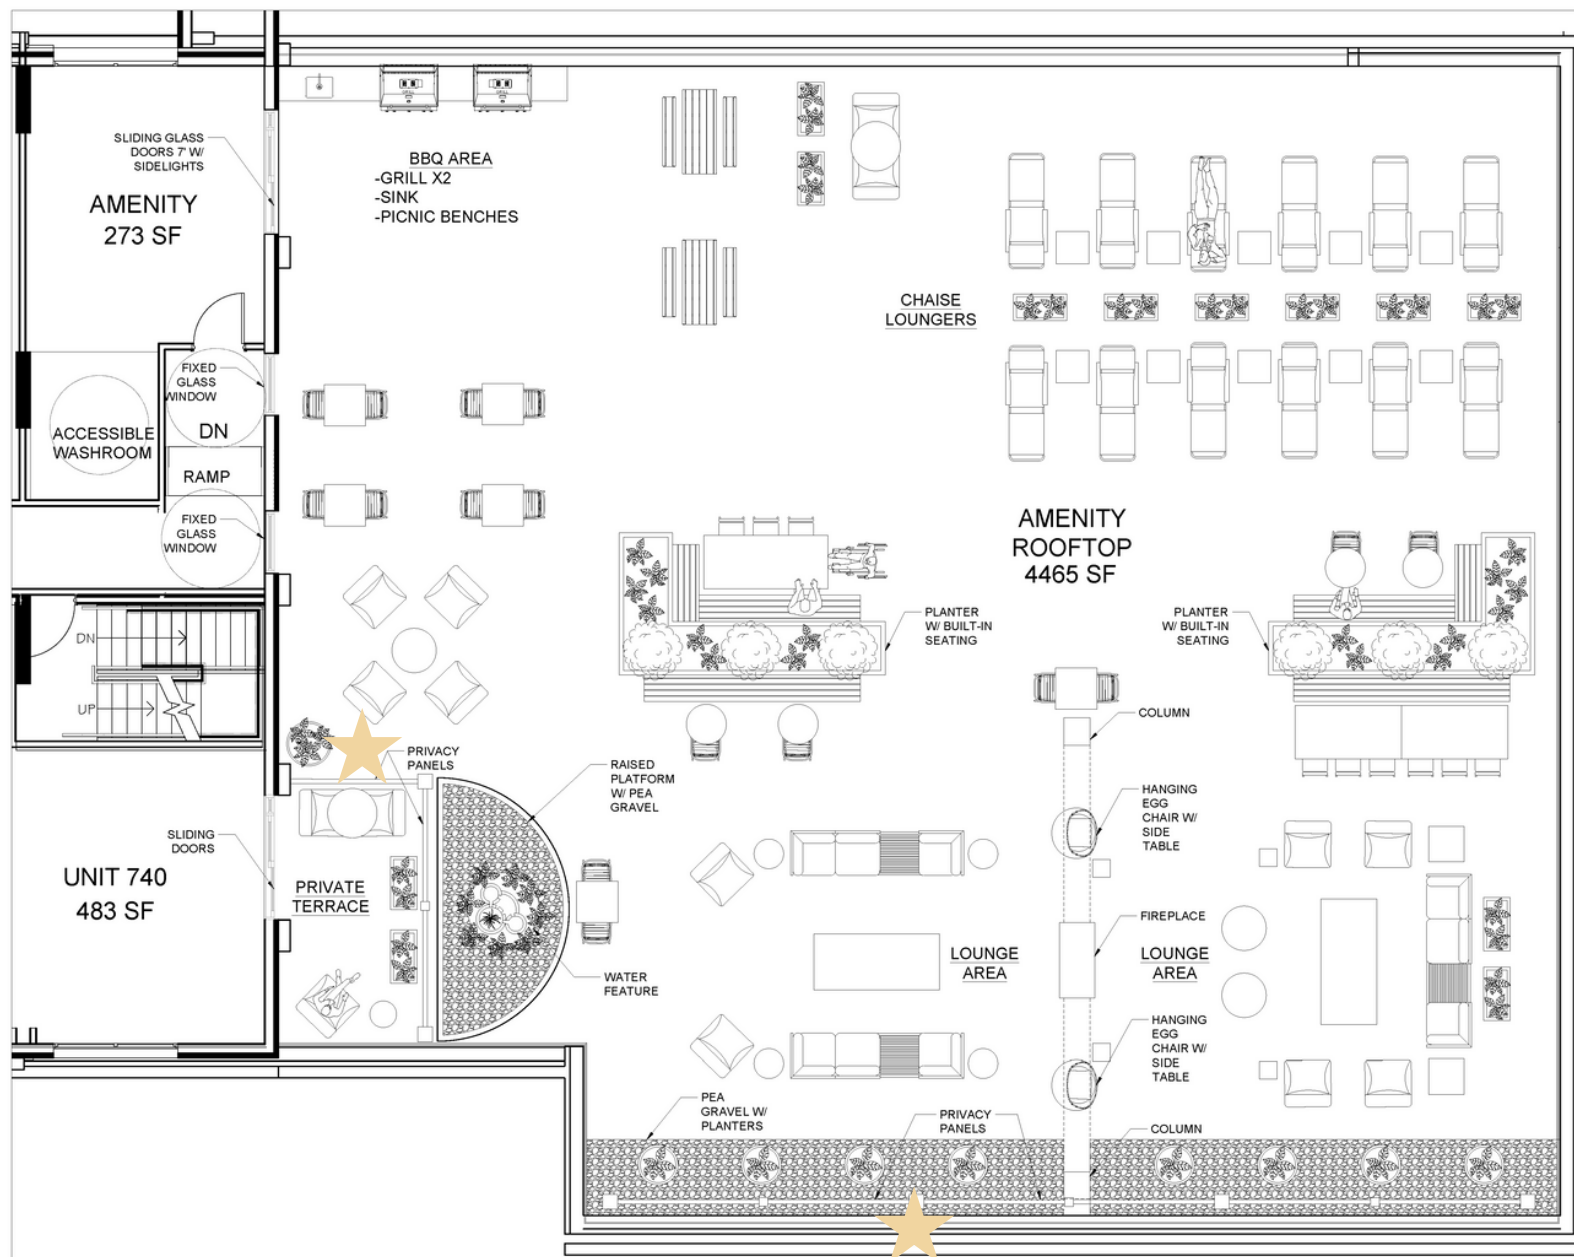 SLIDING GLASS
DOORS 7' W/
SIDELIGHTS
AMENITY
273 SF
GRILL
GRILL
BBQ AREA
-GRILL X2
-SINK
-PICNIC BENCHES
CHAISE
LOUNGERS
FIXED
GLASS
WINDOW
DN
ACCESSIBLE
WASHROOM
RAMP
FIXED
GLASS
WINDOW
AMENITY
ROOFTOP
4465 SF
PLANTER
W/ BUILT-IN
SEATING
PLANTER
W/ BUILT-IN
SEATING
DN
UP
COLUMN
PRIVACY
PANELS
RAISED
PLATFORM
W/ PEA
GRAVEL
HANGING
EGG
CHAIR W/
SIDE
TABLE
SLIDING
DOORS
UNIT 740
483 SF
PRIVATE
TERRACE
FIREPLACE
LOUNGE
AREA
LOUNGE
AREA
WATER
FEATURE
HANGING
EGG
CHAIR W/
SIDE
TABLE
PEA
GRAVEL W/
PLANTERS
PRIVACY
PANELS
COLUMN